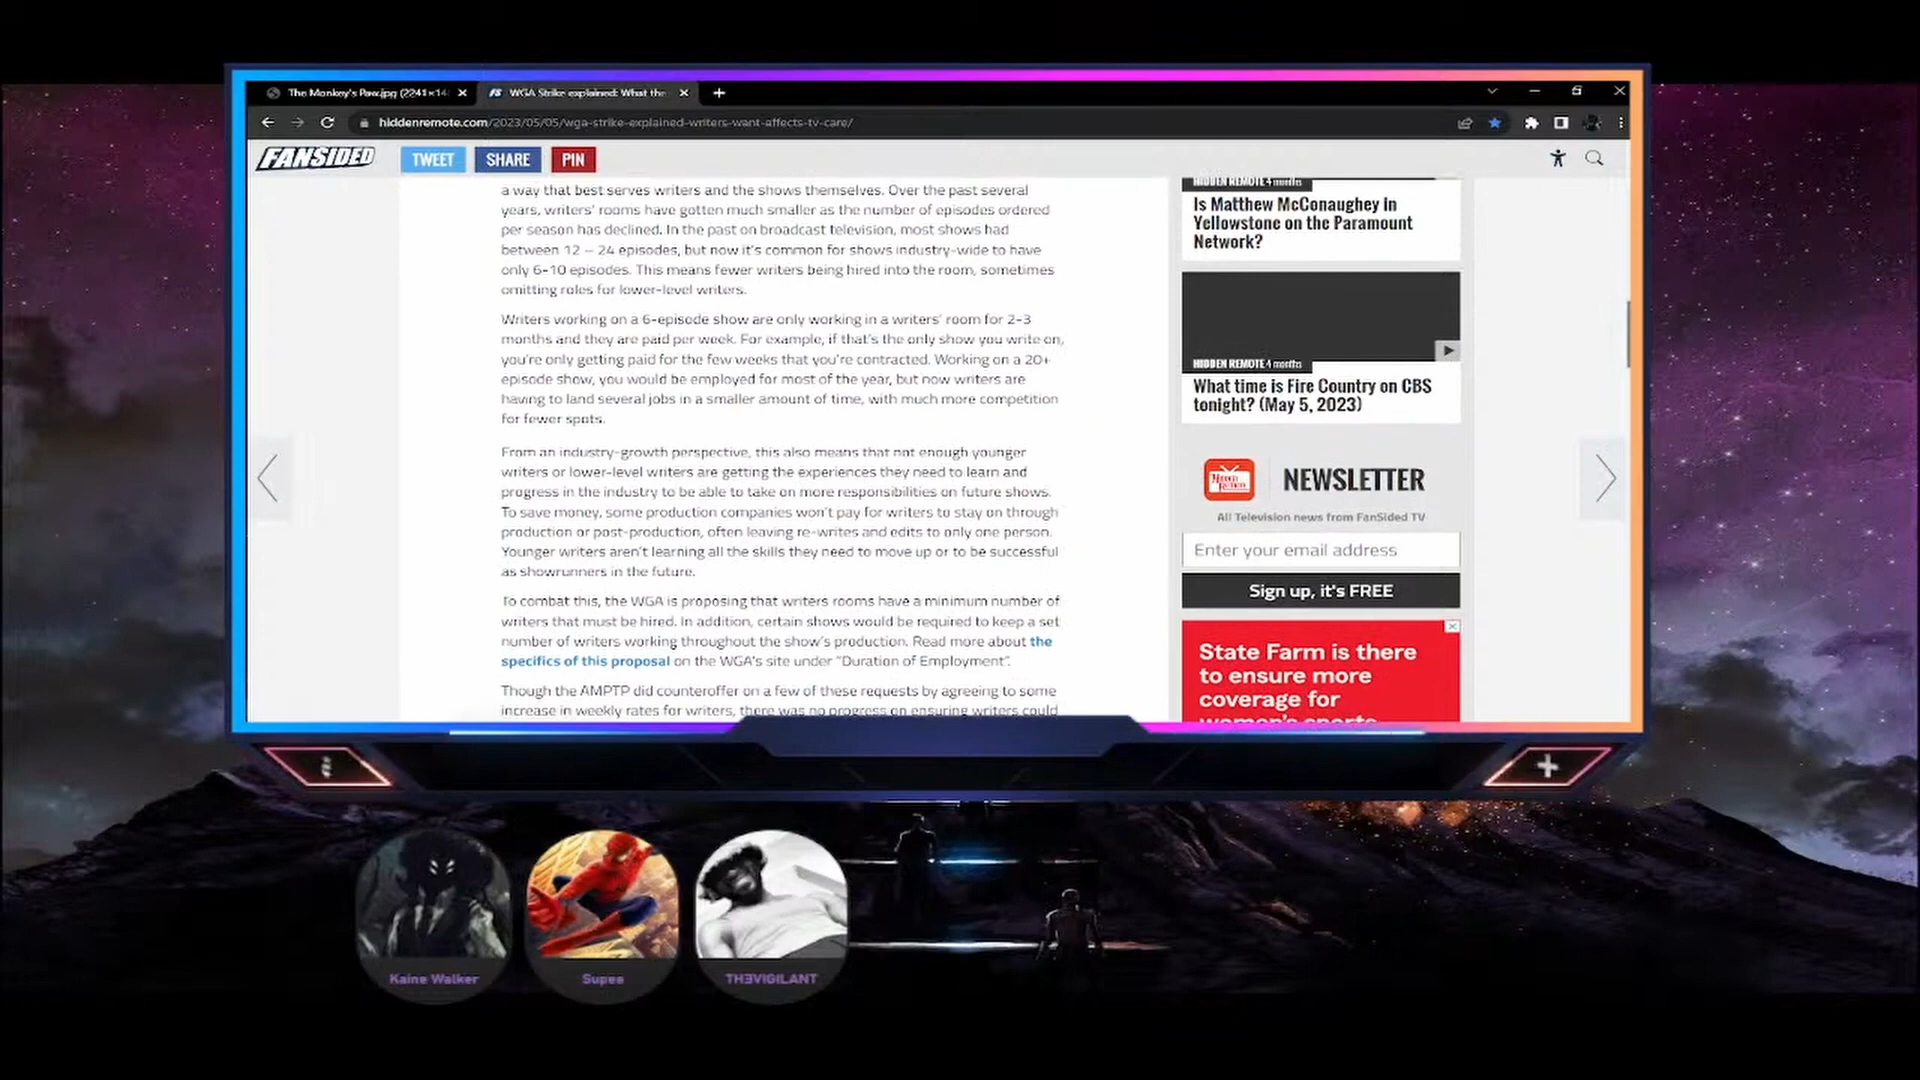 The Monkey's Paw.jpg (2241×14
WGA Strike explained: What the
hiddenremote.com/2023/05/05/wga-strike-explained-writers-want-affects-tv-care/
FANSIDED
TWEET
SHARE
PIN
a way that best serves writers and the shows themselves. Over the past several
years, writers' rooms have gotten much smaller as the number of episodes ordered
per season has declined. In the past on broadcast television, most shows had
between 12 – 24 episodes, but now it's common for shows industry-wide to have
only 6-10 episodes. This means fewer writers being hired into the room, sometimes
omitting roles for lower-level writers.
Writers working on a 6-episode show are only working in a writers' room for 2-3
months and they are paid per week. For example, if that's the only show you write on,
you're only getting paid for the few weeks that you're contracted. Working on a 20+
episode show, you would be employed for most of the year, but now writers are
having to land several jobs in a smaller amount of time, with much more competition
for fewer spots.
From an industry-growth perspective, this also means that not enough younger
writers or lower-level writers are getting the experiences they need to learn and
progress in the industry to be able to take on more responsibilities on future shows.
To save money, some production companies won't pay for writers to stay on through
production or post-production, often leaving re-writes and edits to only one person.
Younger writers aren't learning all the skills they need to move up or to be successful
as showrunners in the future.
To combat this, the WGA is proposing that writers rooms have a minimum number of
writers that must be hired. In addition, certain shows would be required to keep a set
number of writers working throughout the show's production. Read more about the
specifics of this proposal on the WGA's site under "Duration of Employment".
Though the AMPTP did counteroffer on a few of these requests by agreeing to some
increase in weekly rates for writers, there was no progress on ensuring writers could
HIDDEN REMOTE 4 months
Is Matthew McConaughey in
Yellowstone on the Paramount
Network?
HIDDEN REMOTE 4 months
What time is Fire Country on CBS
tonight? (May 5, 2023)
HIDDEN REMOTE
NEWSLETTER
All Television news from FanSided TV
Enter your email address
Sign up, it's FREE
State Farm is there
to ensure more
coverage for
women's sports
Kaine Walker
Supee
TH3VIGILANT